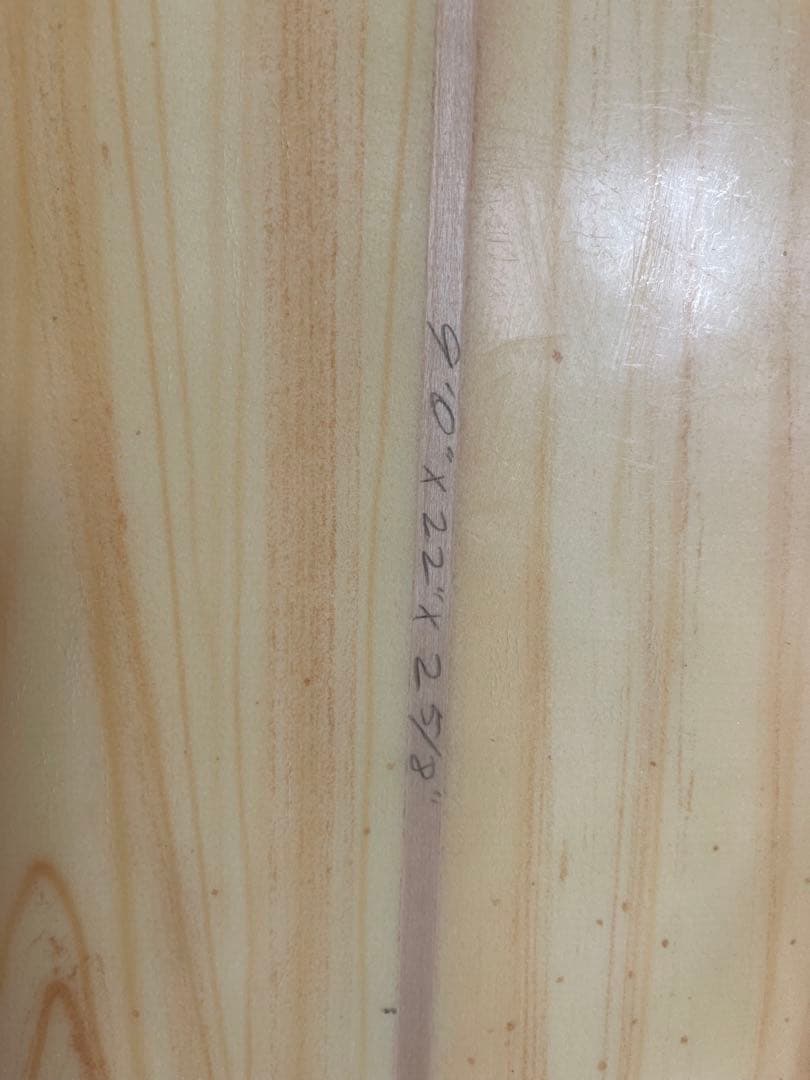 9'0" x 22" x 2 5/8"